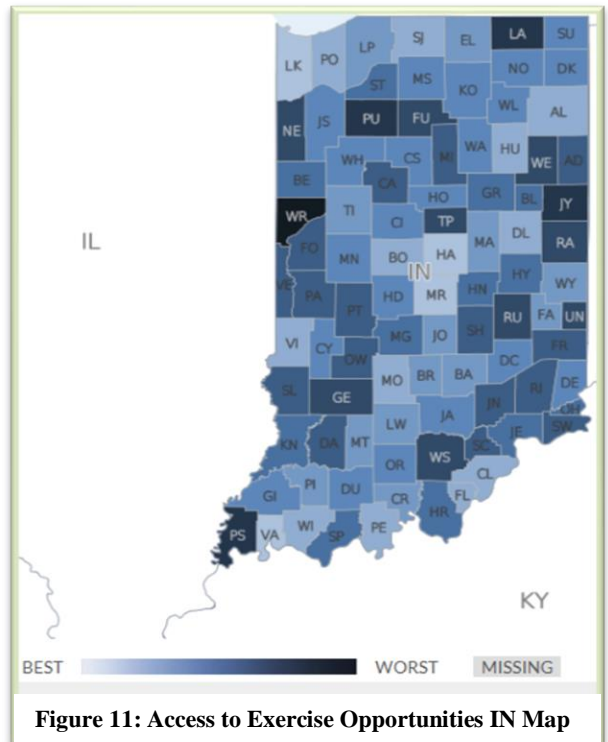 LK PO LP SJ EL LA SU
ST MS KO NO DK
NE JS PU FU WL AL
WH CS MI WA HU WE AD
BE CA HO GR BL JY
WR TI CI TP
FO MN BO HA MA DL RA
IL
IN
VE PA PT HD MR HN HY WY
VI CY OW MG JO SH RU FA UN
FR
SL GE MO BR BA DC DE
RI JN OH
KN DA MT LW JA JE SW
SC
OR WS CL
GI PI DU CR FL
PS VA WI SP PE HR
KY
BEST WORST MISSING
Figure 11: Access to Exercise Opportunities IN Map